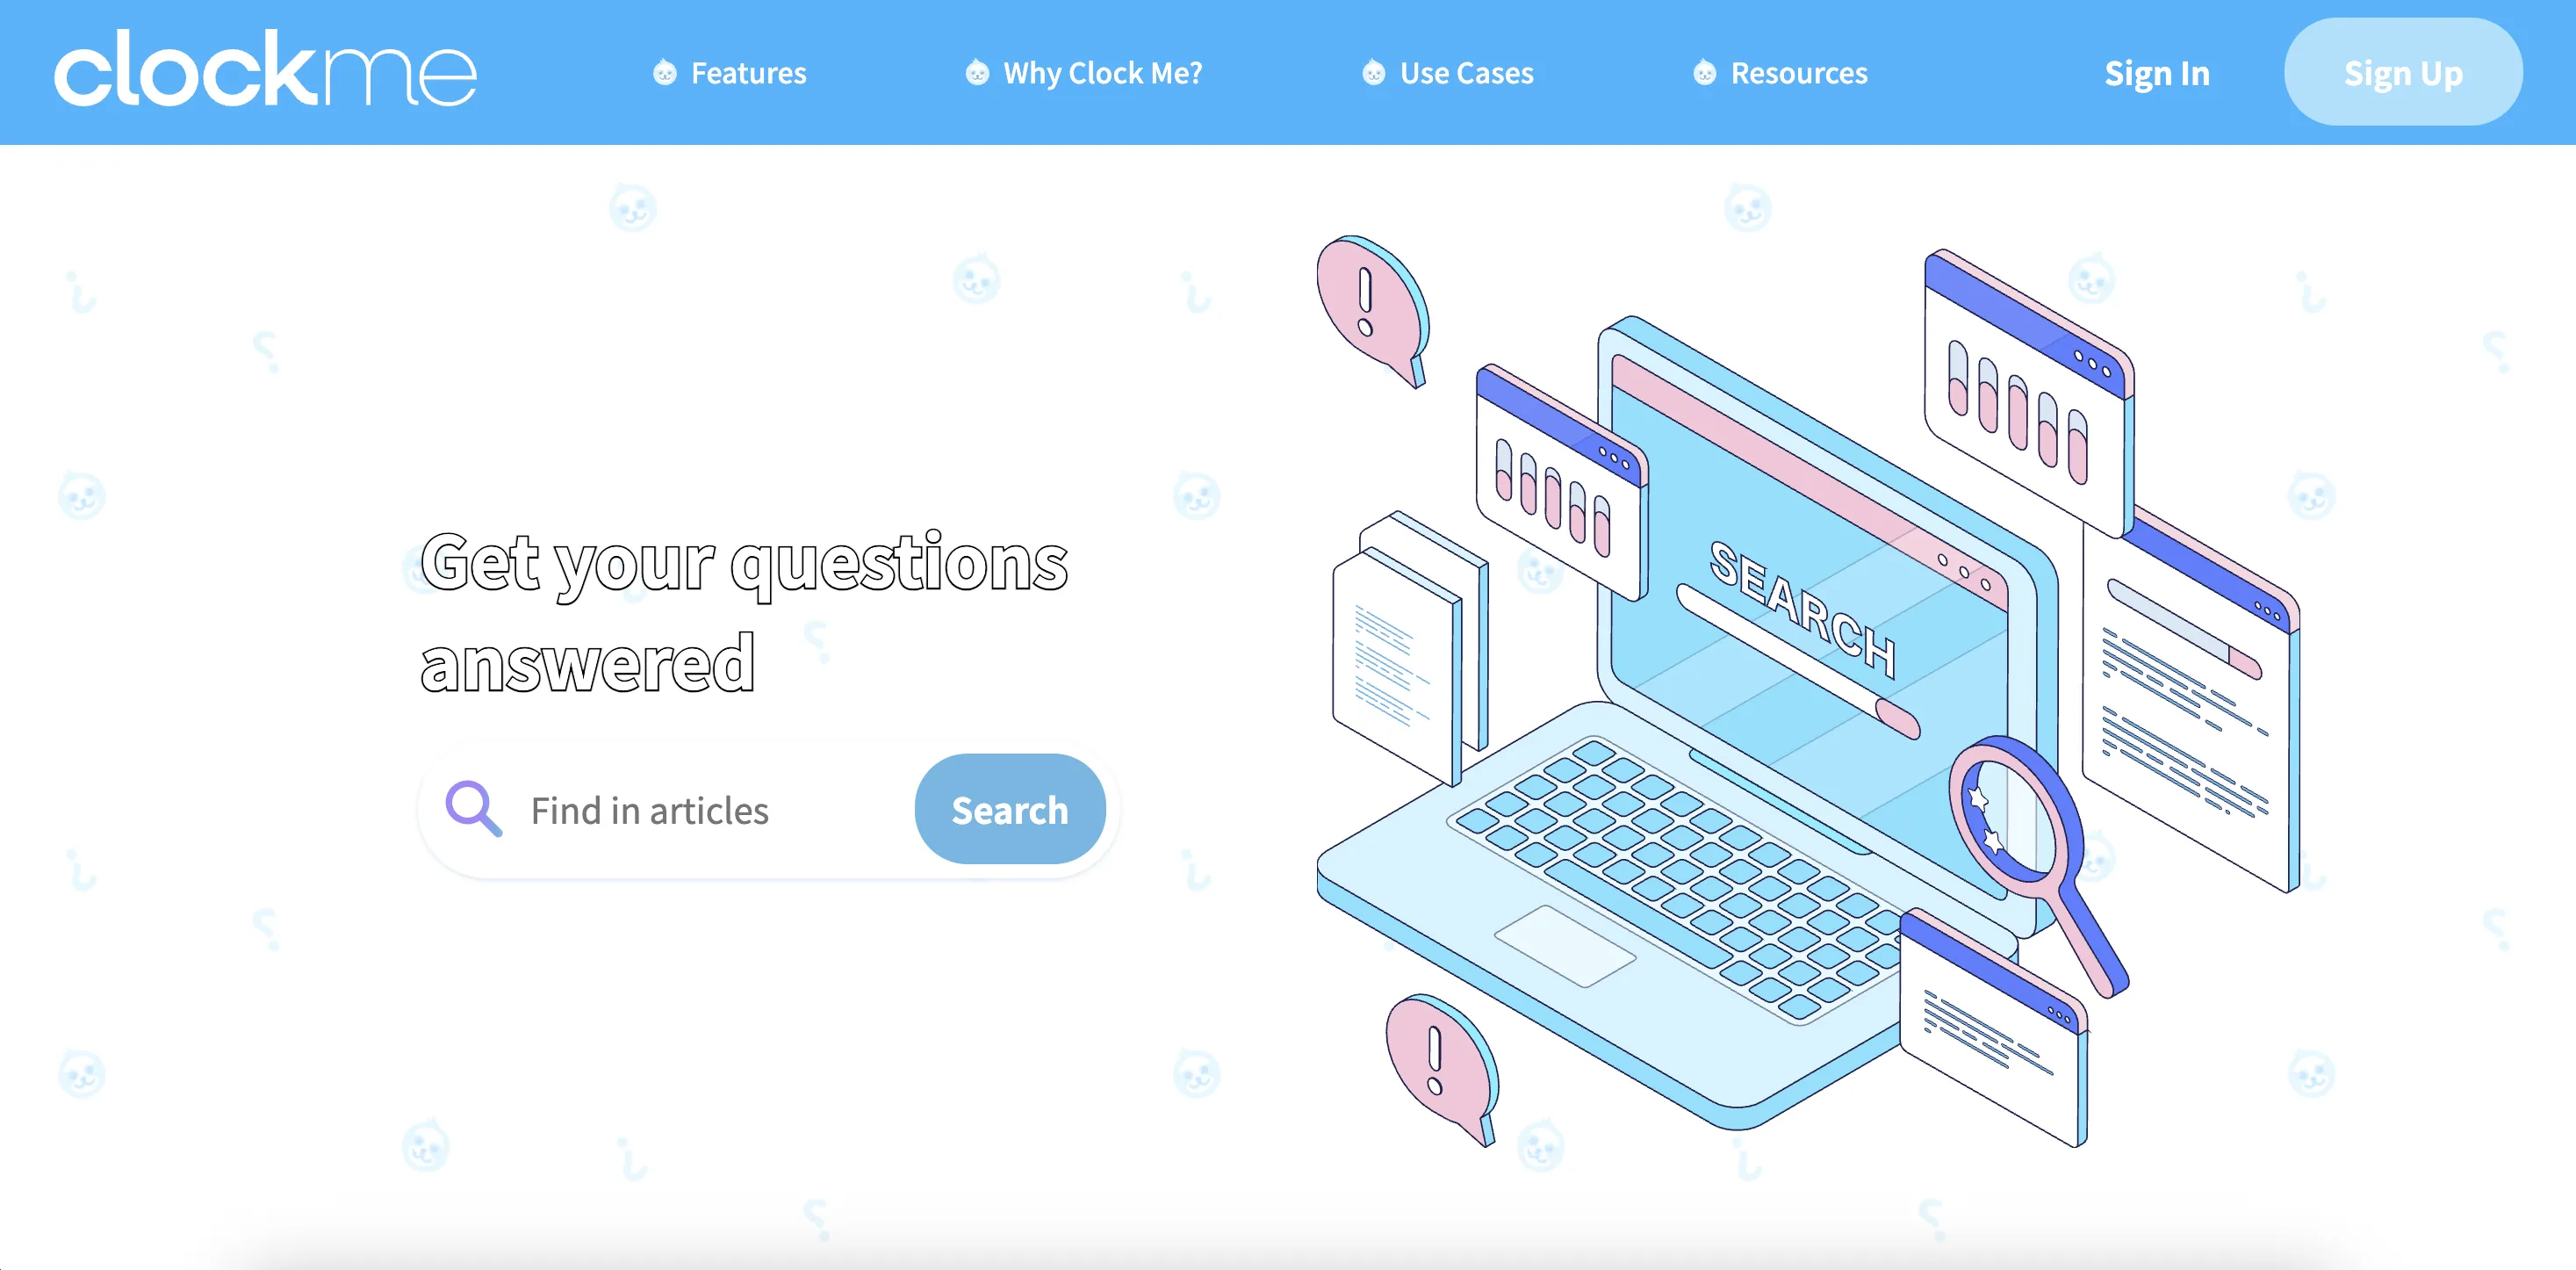 clockme
Features
Why Clock Me?
Use Cases
Resources
Sign In
Sign Up
Get your questions
answered
Find in articles
Search
SEARCH